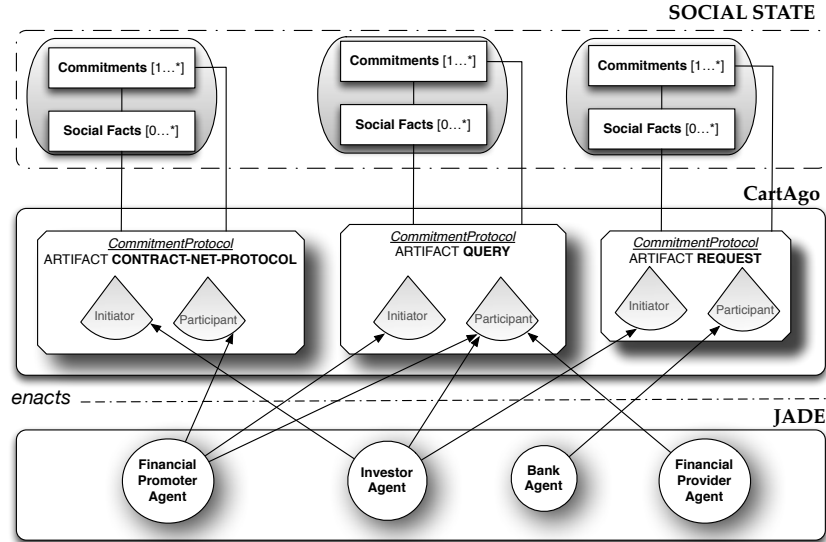 SOCIAL STATE
Commitments [1...*]
Social Facts [0...*]
Commitments [1...*]
Social Facts [0...*]
Commitments [1...*]
Social Facts [0...*]
CartAgo
CommitmentProtocol
ARTIFACT CONTRACT-NET-PROTOCOL
Initiator
Participant
CommitmentProtocol
ARTIFACT QUERY
Initiator
Participant
CommitmentProtocol
ARTIFACT REQUEST
Initiator
Participant
enacts
JADE
Financial
Promoter
Agent
Investor
Agent
Bank
Agent
Financial
Provider
Agent